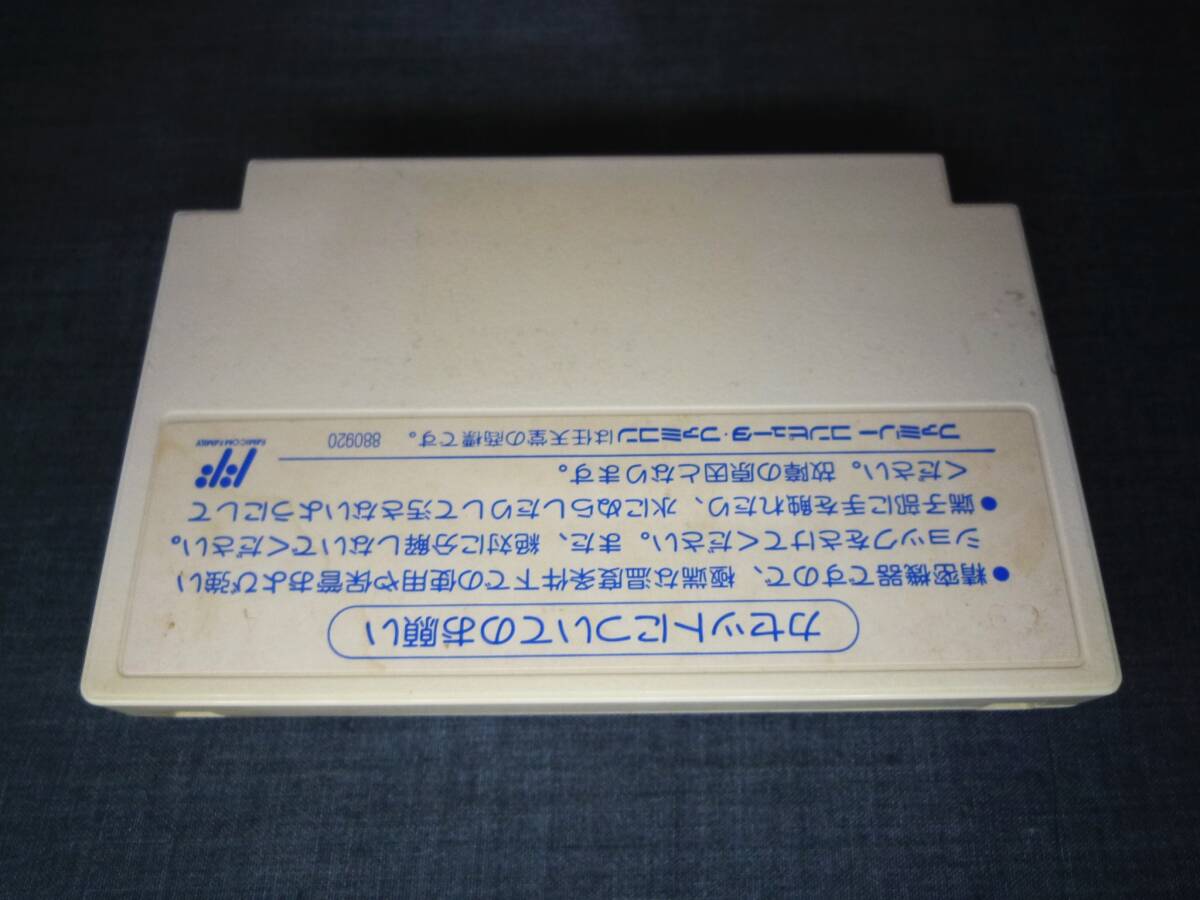 カセットについてのお願い
●精密機器ですので、極端な温度条件下での使用や保管および強い
ショックをさけてください。また、絶対に分解しないでください。
●端子部に手を触れたり、水にぬらしたりして汚さないようにして
ください。故障の原因となります。
ファミリーコンピュータ・ファミコンは任天堂の商標です。 880920
FAMICOM FAMILY